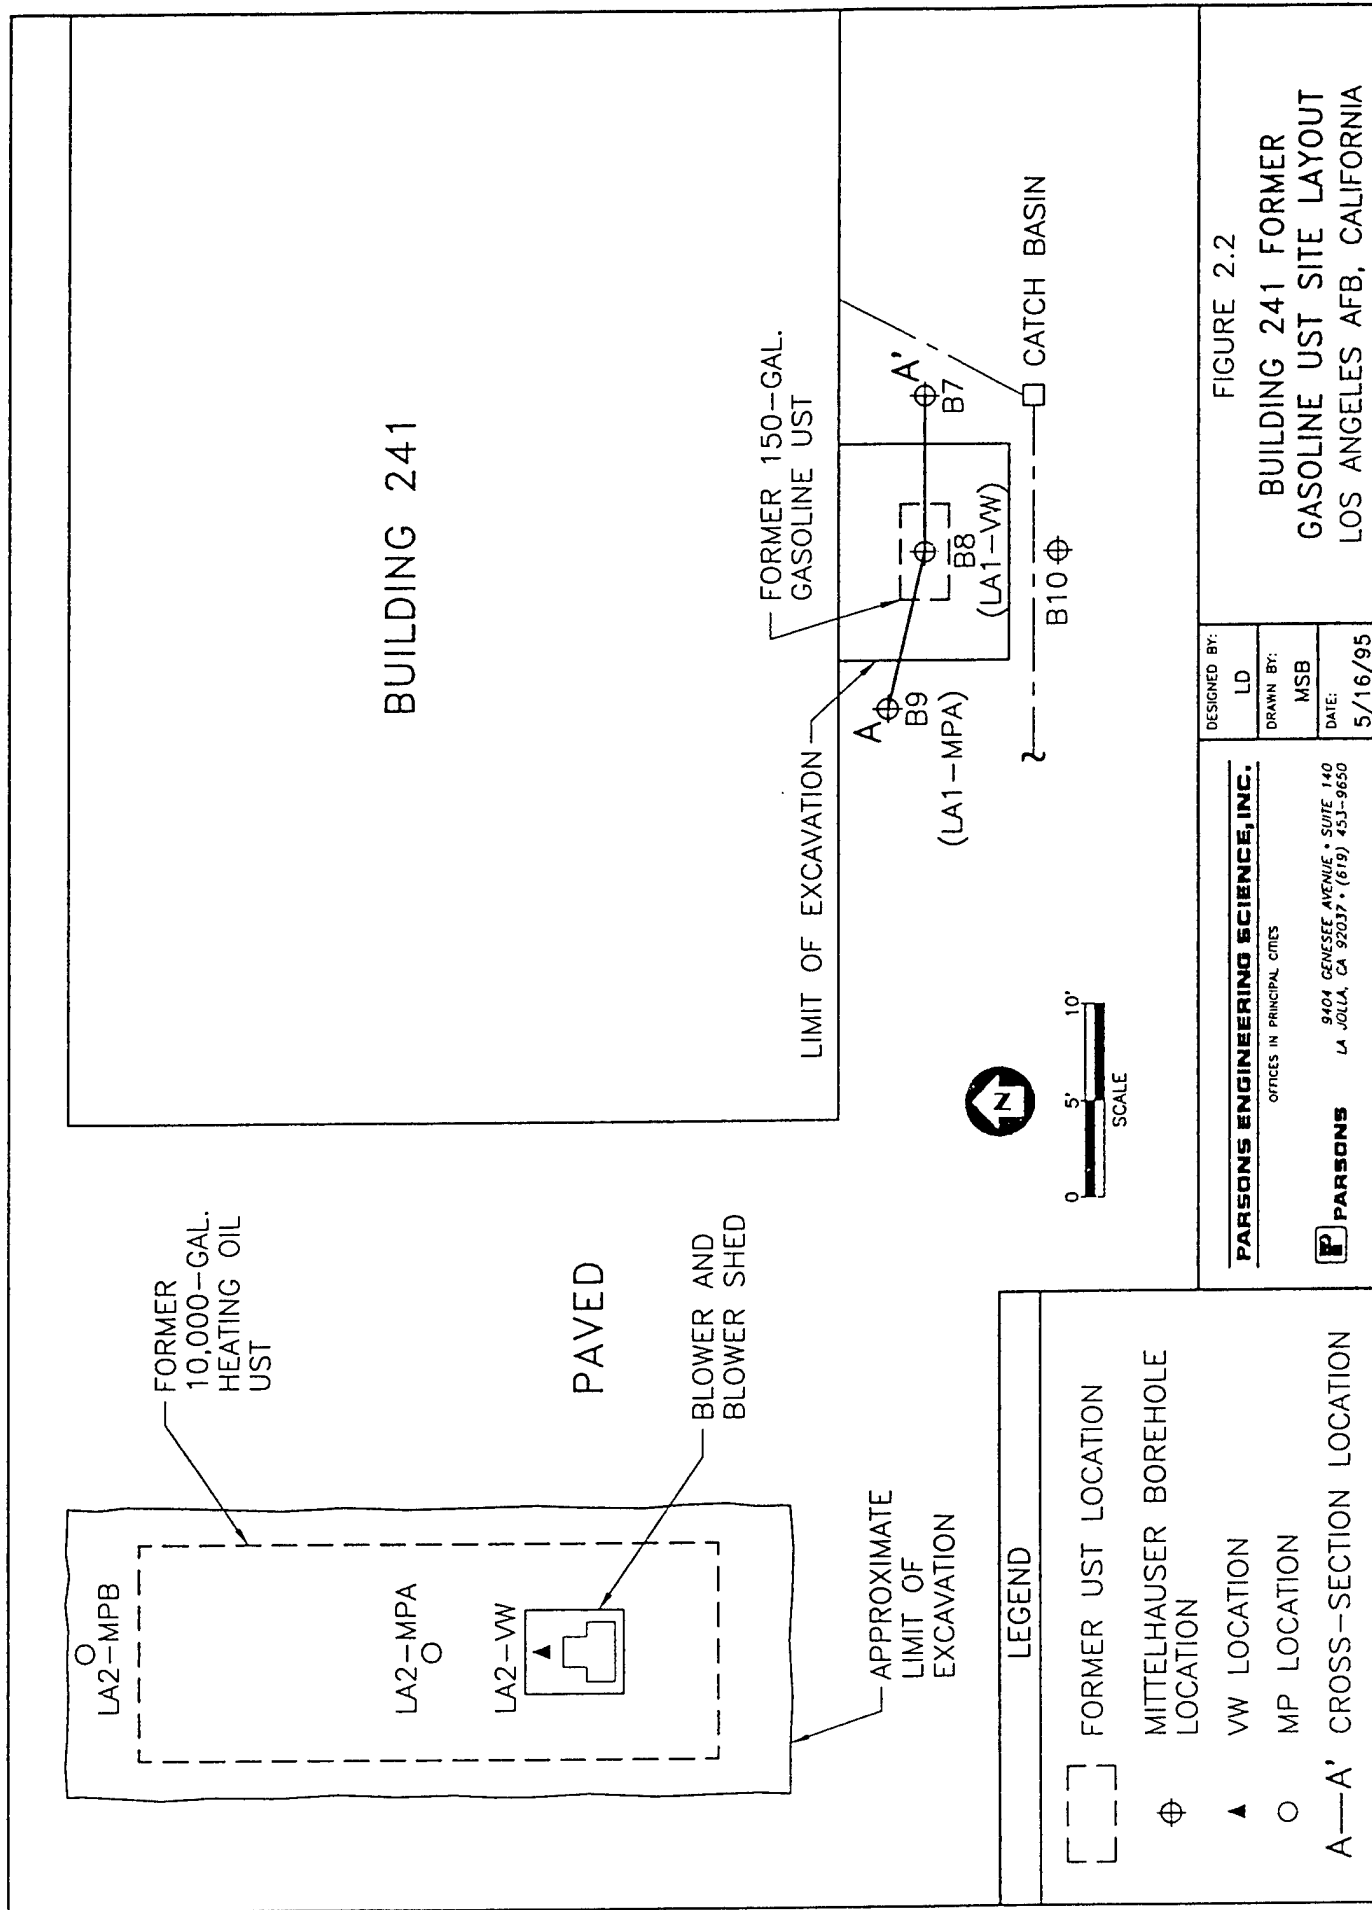 BUILDING 241
FORMER
10,000-GAL.
HEATING OIL
UST
LA2-MPB
LA2-MPA
LA2-VW
PAVED
BLOWER AND
BLOWER SHED
APPROXIMATE
LIMIT OF
EXCAVATION
FORMER 150-GAL.
GASOLINE UST
LIMIT OF EXCAVATION
A
B9
(LA1-MPA)
B8
(LA1-VW)
A'
B7
B10
CATCH BASIN
N
0 5' 10'
SCALE
LEGEND
FORMER UST LOCATION
MITTELHAUSER BOREHOLE
LOCATION
VW LOCATION
MP LOCATION
A—A' CROSS-SECTION LOCATION
PARSONS ENGINEERING SCIENCE, INC.
OFFICES IN PRINCIPAL CITIES
PARSONS
9404 GENESEE AVENUE • SUITE 140
LA JOLLA, CA 92037 • (619) 453-9650
DESIGNED BY:
LD
DRAWN BY:
MSB
DATE:
5/16/95
FIGURE 2.2
BUILDING 241 FORMER
GASOLINE UST SITE LAYOUT
LOS ANGELES AFB, CALIFORNIA